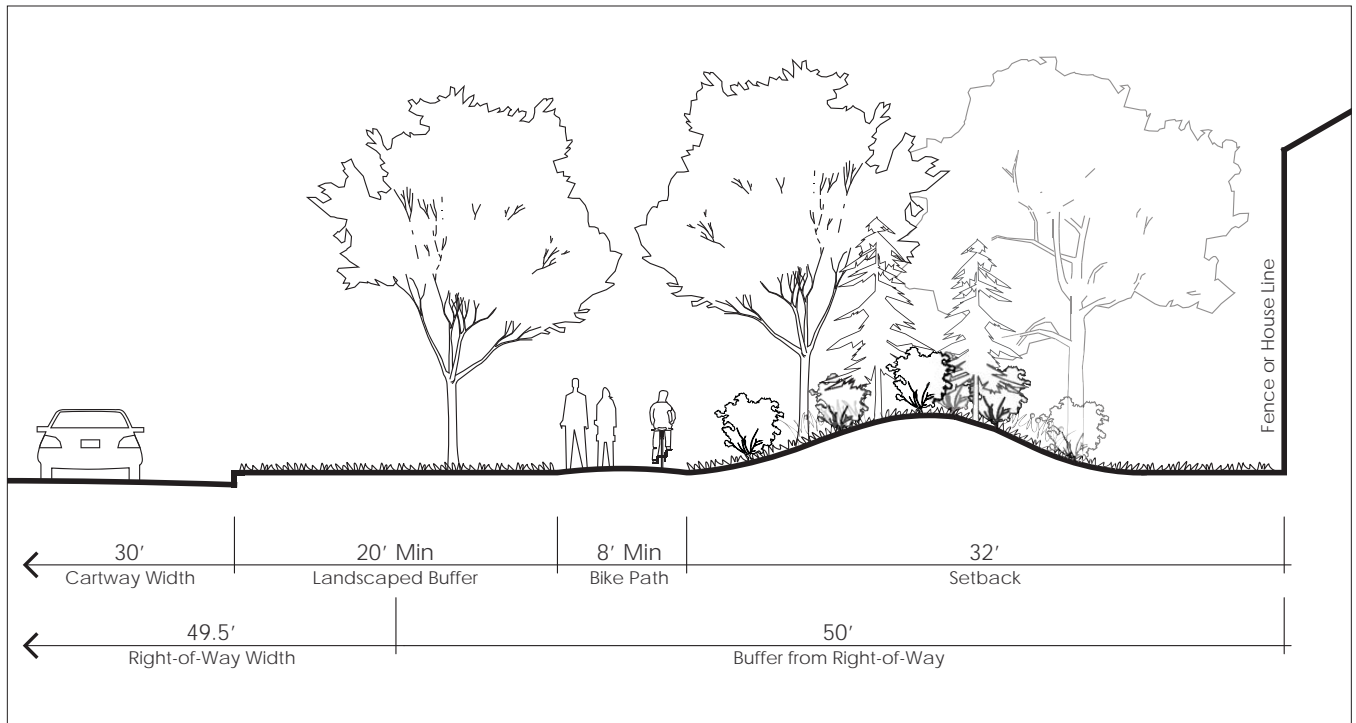 Fence or House Line
30′
20′ Min
8′ Min
32′
Cartway Width
Landscaped Buffer
Bike Path
Setback
49.5′
50′
Right-of-Way Width
Buffer from Right-of-Way